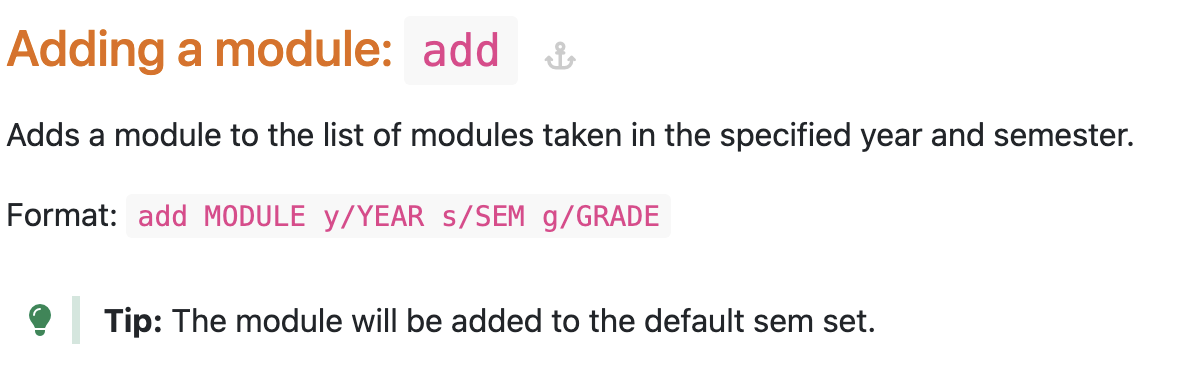 Adding a module: add
Adds a module to the list of modules taken in the specified year and semester.
Format: add MODULE y/YEAR s/SEM g/GRADE
Tip: The module will be added to the default sem set.